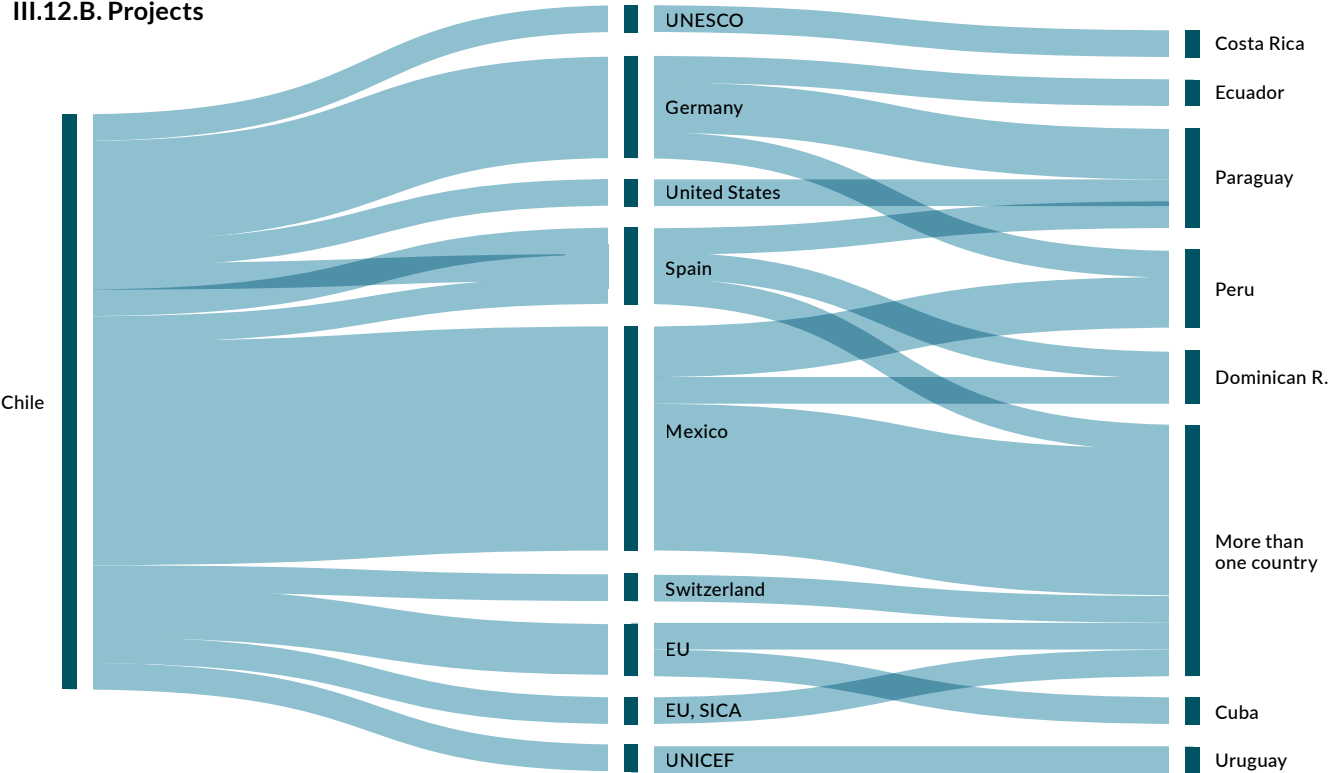 III.12.B. Projects
Chile
UNESCO
Germany
United States
Spain
Mexico
Switzerland
EU
EU, SICA
UNICEF
Costa Rica
Ecuador
Paraguay
Peru
Dominican R.
More than
one country
Cuba
Uruguay